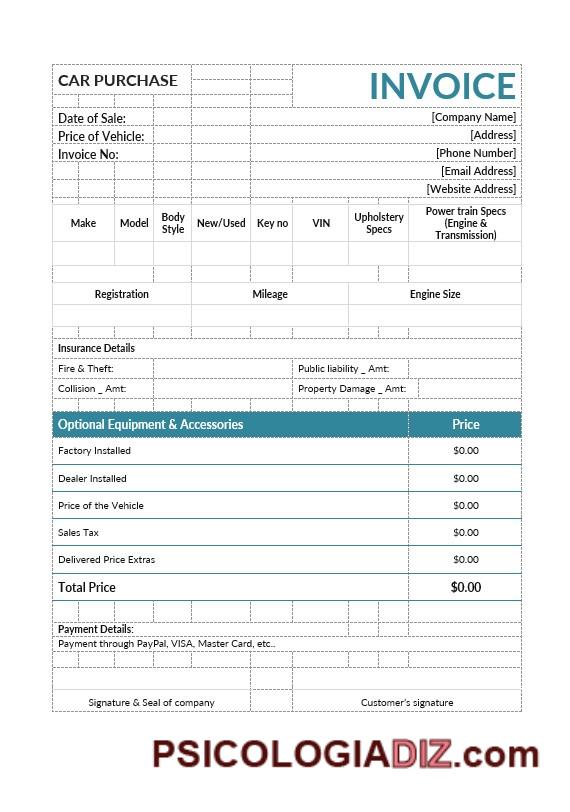 CAR PURCHASE
INVOICE
Date of Sale:
[Company Name]
Price of Vehicle:
[Address]
Invoice No:
[Phone Number]
[Email Address]
[Website Address]
Make
Model
Body
Style
New/Used
Key no
VIN
Upholstery
Specs
Power train Specs
(Engine &
Transmission)
Registration
Mileage
Engine Size
Insurance Details
Fire & Theft:
Public liability _ Amt:
Collision _ Amt:
Property Damage _ Amt:
Optional Equipment & Accessories
Price
Factory Installed
$0.00
Dealer Installed
$0.00
Price of the Vehicle
$0.00
Sales Tax
$0.00
Delivered Price Extras
$0.00
Total Price
$0.00
Payment Details:
Payment through PayPal, VISA, Master Card, etc..
Signature & Seal of company
Customer's signature
PSICOLOGIADIZ.com